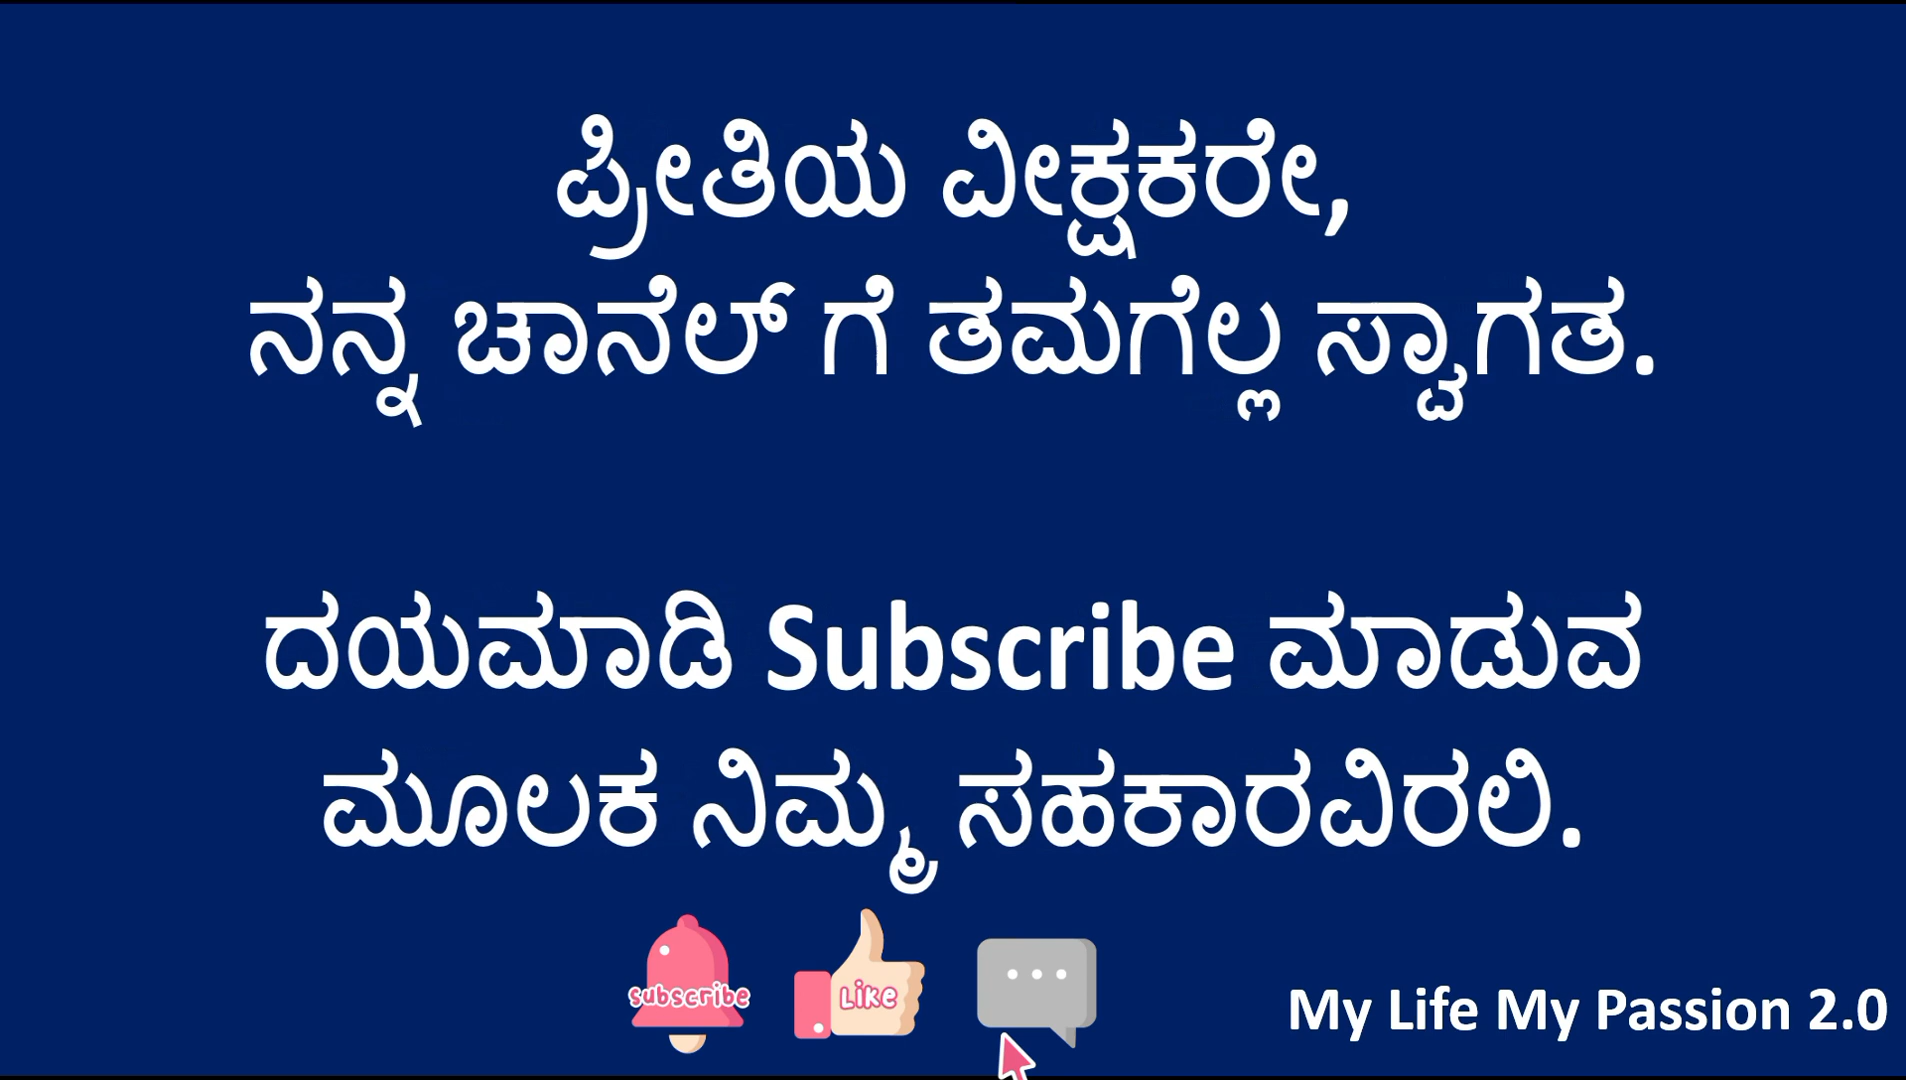 ಪ್ರೀತಿಯ ವೀಕ್ಷಕರೇ,
ನನ್ನ ಚಾನೆಲ್ ಗೆ ತಮಗೆಲ್ಲ ಸ್ವಾಗತ.
ದಯಮಾಡಿ Subscribe ಮಾಡುವ
ಮೂಲಕ ನಿಮ್ಮ ಸಹಕಾರವಿರಲಿ.
subscribe
LiKE
My Life My Passion 2.0